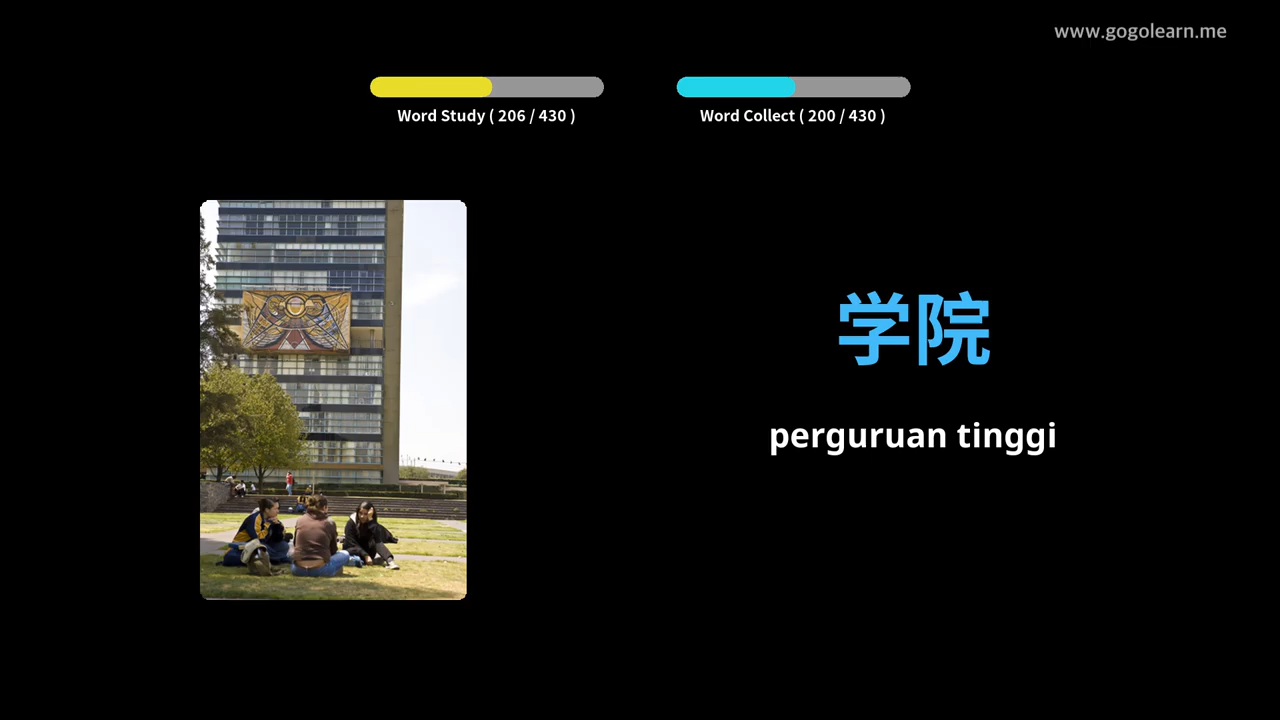 www.gogolearn.me
Word Study ( 206 / 430 )
Word Collect ( 200 / 430 )
学院
perguruan tinggi